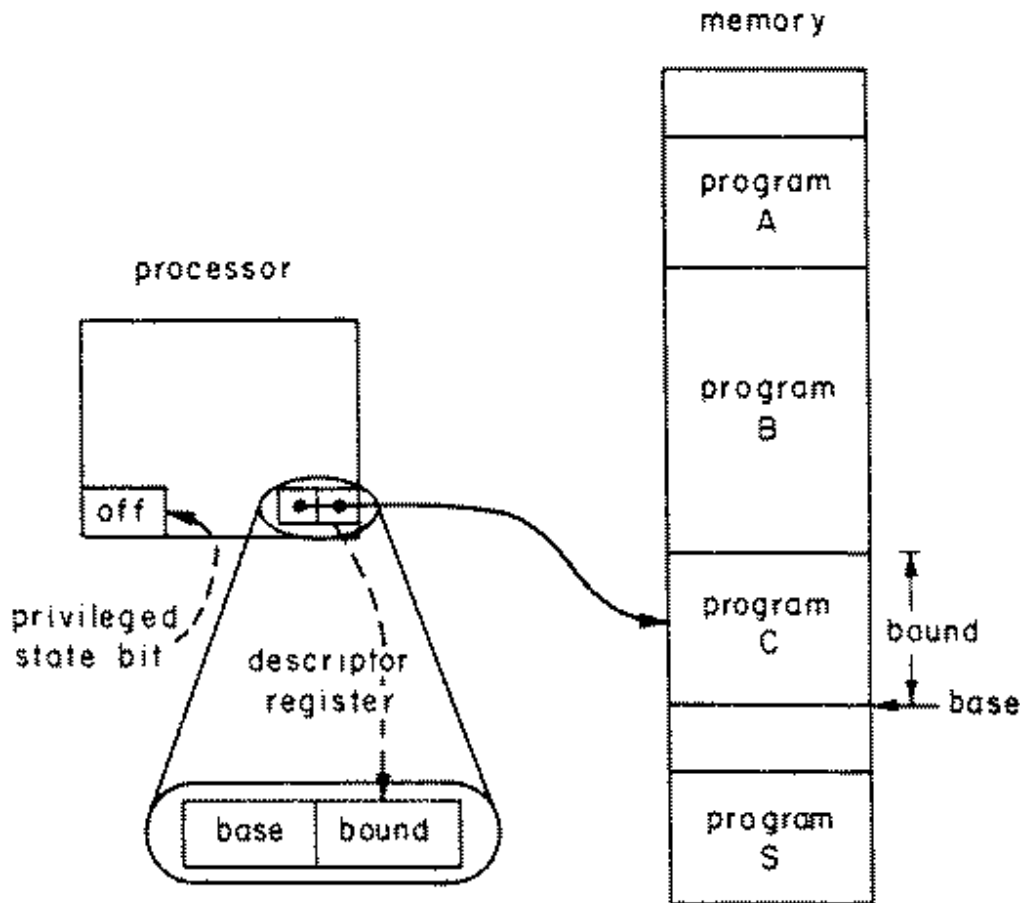 memory
program
A
processor
program
B
off
program
C
bound
privileged
state bit
descriptor
register
base
base
bound
program
S